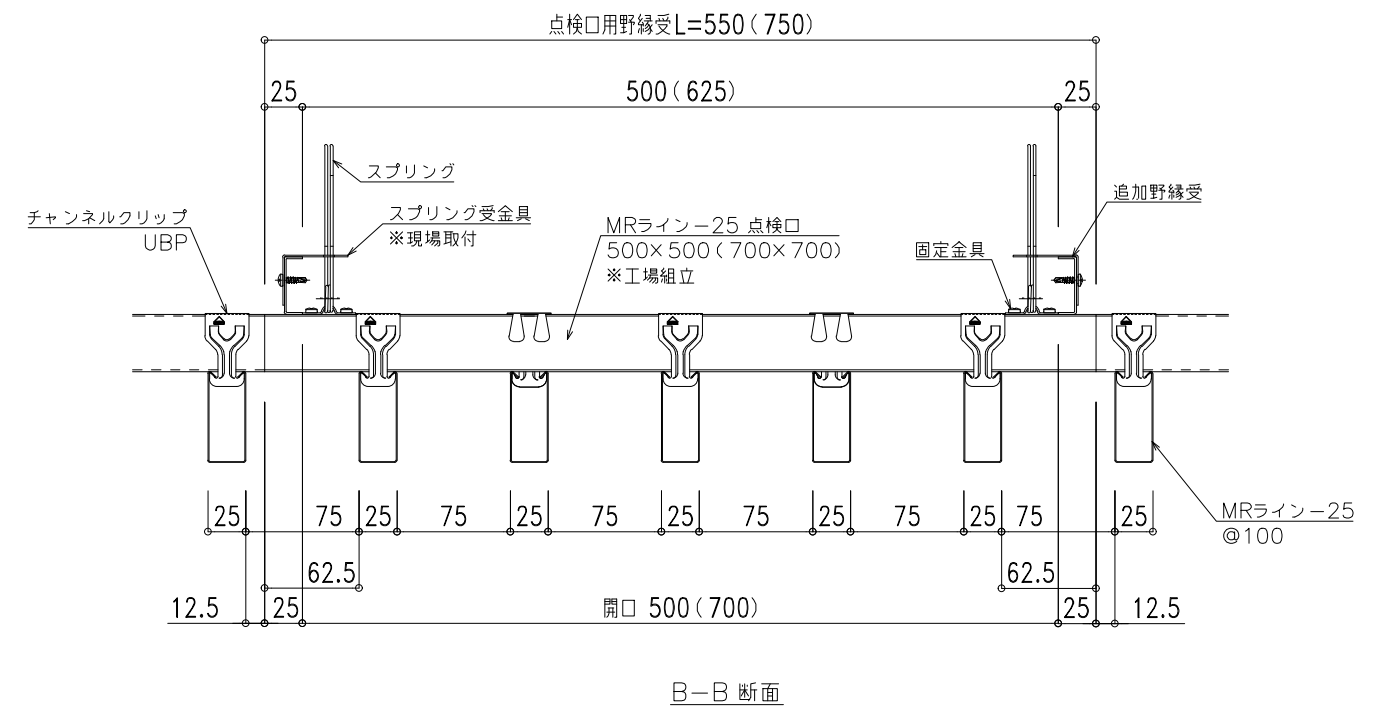 点検口用野縁受L=550(750)
25
500(625)
25
スプリング
追加野縁受
チャンネルクリップ
UBP
スプリング受金具
※現場取付
MRライン－25 点検口
500×500(700×700)
※工場組立
固定金具
25
75
25
75
25
75
25
75
25
75
25
75
25
MRライン－25
@100
62.5
62.5
12.5
25
開口 500(700)
25
12.5
B－B 断面